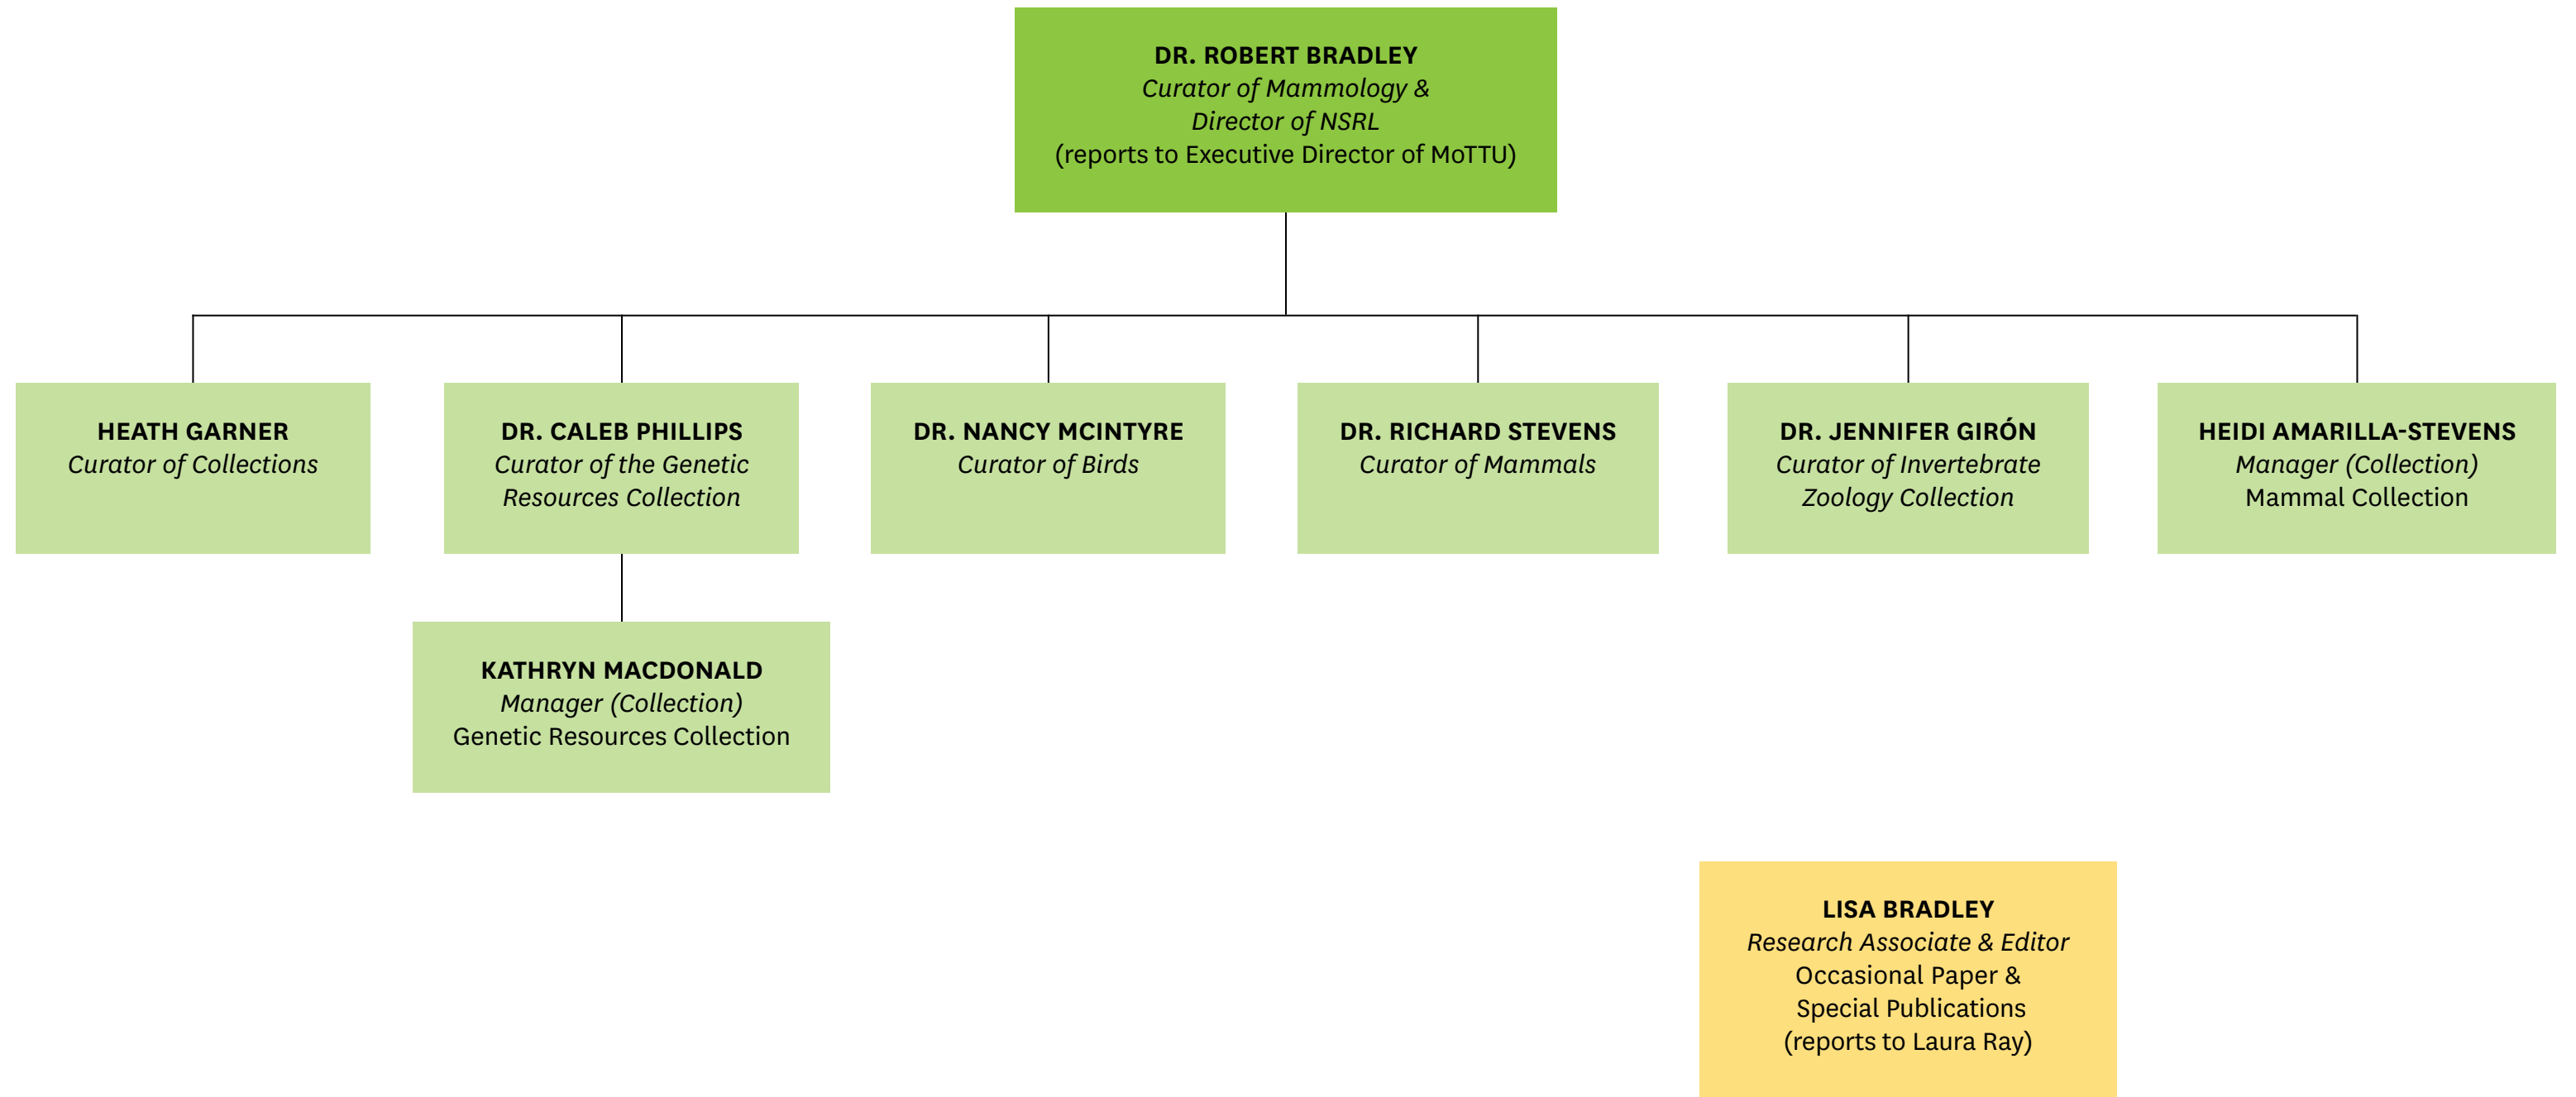 DR. ROBERT BRADLEY
Curator of Mammology &
Director of NSRL
(reports to Executive Director of MoTTU)
HEATH GARNER
Curator of Collections
DR. CALEB PHILLIPS
Curator of the Genetic
Resources Collection
DR. NANCY MCINTYRE
Curator of Birds
DR. RICHARD STEVENS
Curator of Mammals
DR. JENNIFER GIRÓN
Curator of Invertebrate
Zoology Collection
HEIDI AMARILLA-STEVENS
Manager (Collection)
Mammal Collection
KATHRYN MACDONALD
Manager (Collection)
Genetic Resources Collection
LISA BRADLEY
Research Associate & Editor
Occasional Paper &
Special Publications
(reports to Laura Ray)